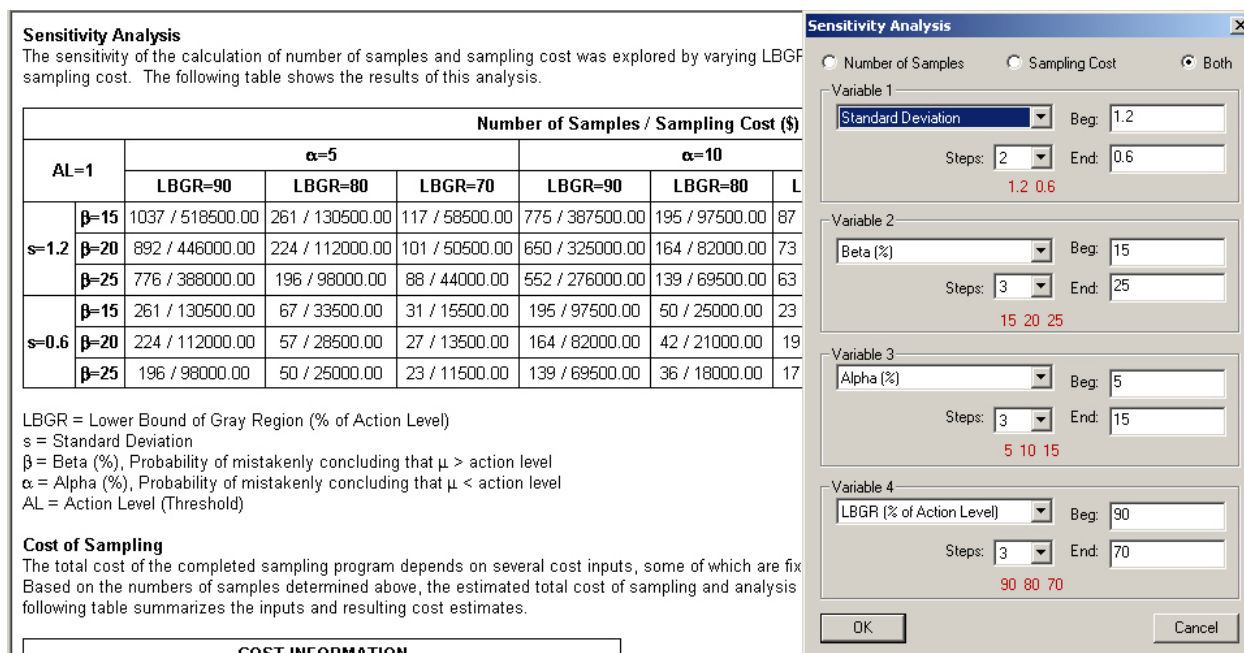 Sensitivity Analysis
The sensitivity of the calculation of number of samples and sampling cost was explored by varying LBGR
sampling cost. The following table shows the results of this analysis.
Number of Samples / Sampling Cost ($)
AL=1
α=5 α=10
LBGR=90 LBGR=80 LBGR=70 LBGR=90 LBGR=80 L
s=1.2 β=15 1037 / 518500.00 261 / 130500.00 117 / 58500.00 775 / 387500.00 195 / 97500.00 87
β=20 892 / 446000.00 224 / 112000.00 101 / 50500.00 650 / 325000.00 164 / 82000.00 73
β=25 776 / 388000.00 196 / 98000.00 88 / 44000.00 552 / 276000.00 139 / 69500.00 63
s=0.6 β=15 261 / 130500.00 67 / 33500.00 31 / 15500.00 195 / 97500.00 50 / 25000.00 23
β=20 224 / 112000.00 57 / 28500.00 27 / 13500.00 164 / 82000.00 42 / 21000.00 19
β=25 196 / 98000.00 50 / 25000.00 23 / 11500.00 139 / 69500.00 36 / 18000.00 17
LBGR = Lower Bound of Gray Region (% of Action Level)
s = Standard Deviation
β = Beta (%), Probability of mistakenly concluding that µ > action level
α = Alpha (%), Probability of mistakenly concluding that µ < action level
AL = Action Level (Threshold)
Cost of Sampling
The total cost of the completed sampling program depends on several cost inputs, some of which are fix
Based on the numbers of samples determined above, the estimated total cost of sampling and analysis
following table summarizes the inputs and resulting cost estimates.
COST INFORMATION
Sensitivity Analysis
Number of Samples Sampling Cost Both
Variable 1
Standard Deviation Beg: 1.2
Steps: 2 End: 0.6
1.2 0.6
Variable 2
Beta (%) Beg: 15
Steps: 3 End: 25
15 20 25
Variable 3
Alpha (%) Beg: 5
Steps: 3 End: 15
5 10 15
Variable 4
LBGR (% of Action Level) Beg: 90
Steps: 3 End: 70
90 80 70
OK Cancel